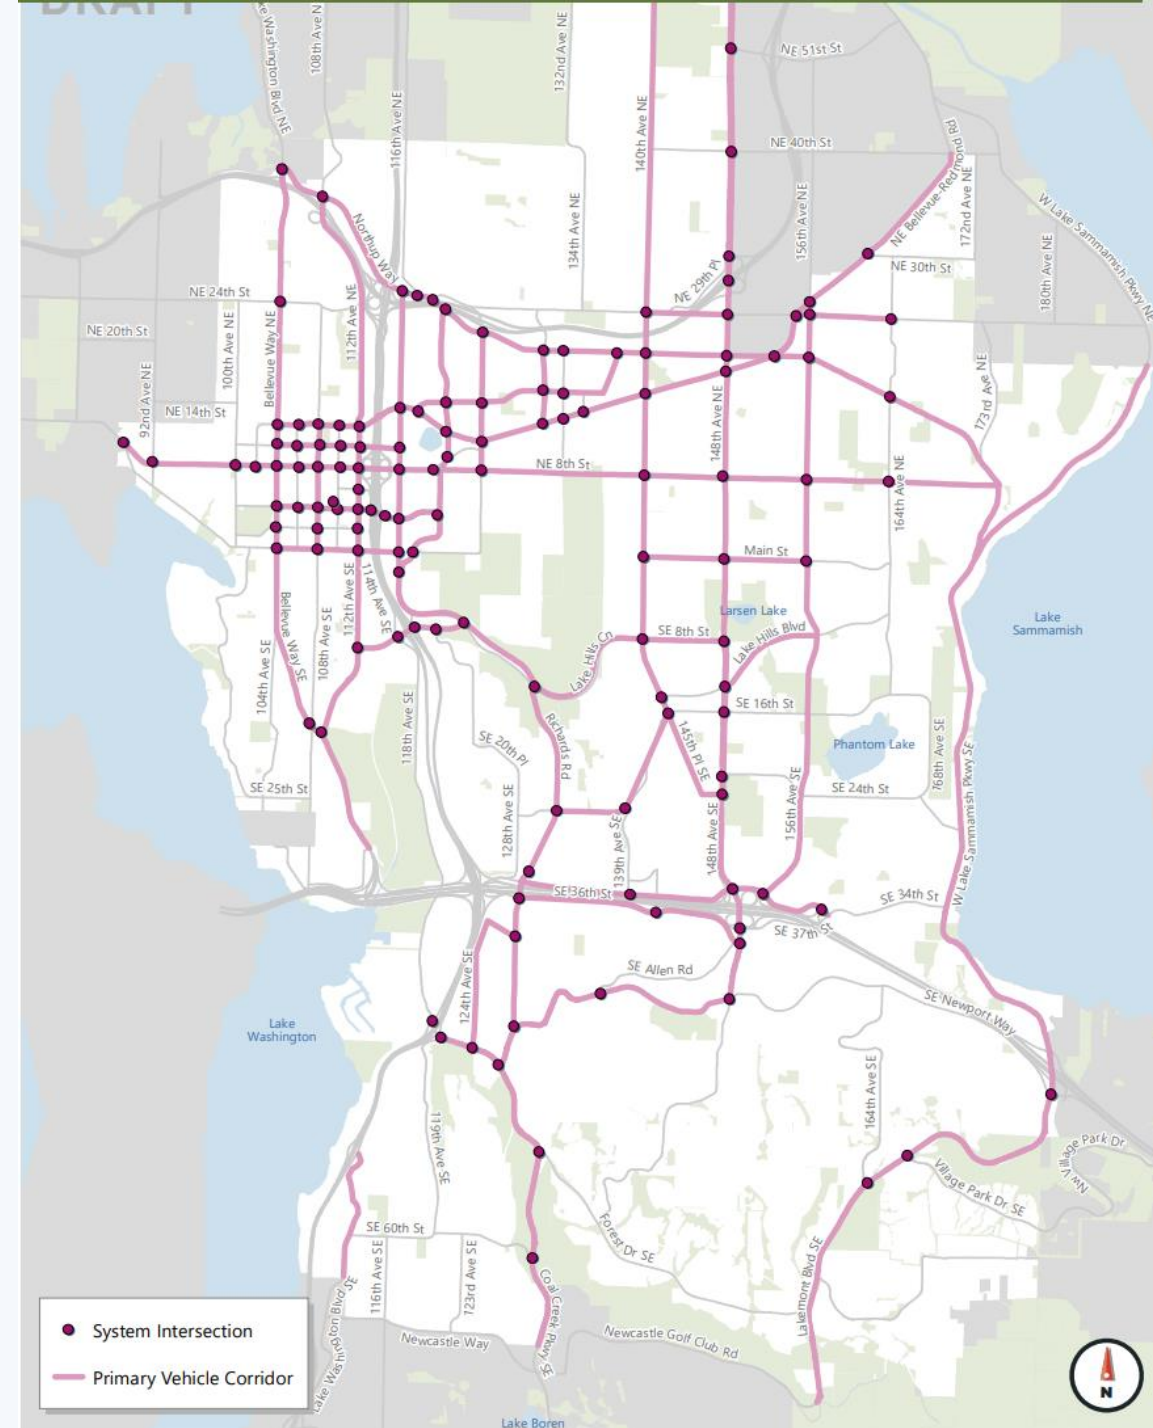 DRAFT
ke Washington Blvd NE
108th Ave N
116th Ave NE
132nd Ave NE
140th Ave NE
NE 51st St
NE 40th St
NE Bellevue-Redmond Rd
172nd Ave NE
W Lake Sammamish Pkwy NE
156th Ave NE
134th Ave NE
Northup Way
NE 29th Pl
NE 30th St
180th Ave NE
NE 24th St
NE 20th St
100th Ave NE
Bellevue Way NE
112th Ave NE
92nd Ave NE
NE 14th St
148th Ave NE
173rd Ave NE
NE 8th St
164th Ave NE
Main St
Larsen Lake
Lake
Sammamish
114th Ave SE
112th Ave SE
Bellevue Way SE
108th Ave SE
104th Ave SE
SE 8th St
Lake Hills Blvd
Lake Hills Cn
SE 16th St
118th Ave SE
SE 20th Pl
Richards Rd
145th Pl SE
Phantom Lake
168th Ave SE
SE 25th St
SE 24th St
128th Ave SE
139th Ave SE
148th Ave SE
156th Ave SE
W Lake Sammamish Pkwy SE
SE 36th St
SE 34th St
SE 37th St
124th Ave SE
SE Allen Rd
SE Newport Way
Lake
Washington
164th Ave SE
119th Ave SE
NW Village Park Dr
Village Park Dr SE
SE 60th St
Forest Dr SE
116th Ave SE
123rd Ave SE
Lakemont Blvd SE
Coal Creek Pkwy SE
Lake Washington Blvd SE
Newcastle Way
Newcastle Golf Club Rd
Lake Boren
System Intersection
Primary Vehicle Corridor
N